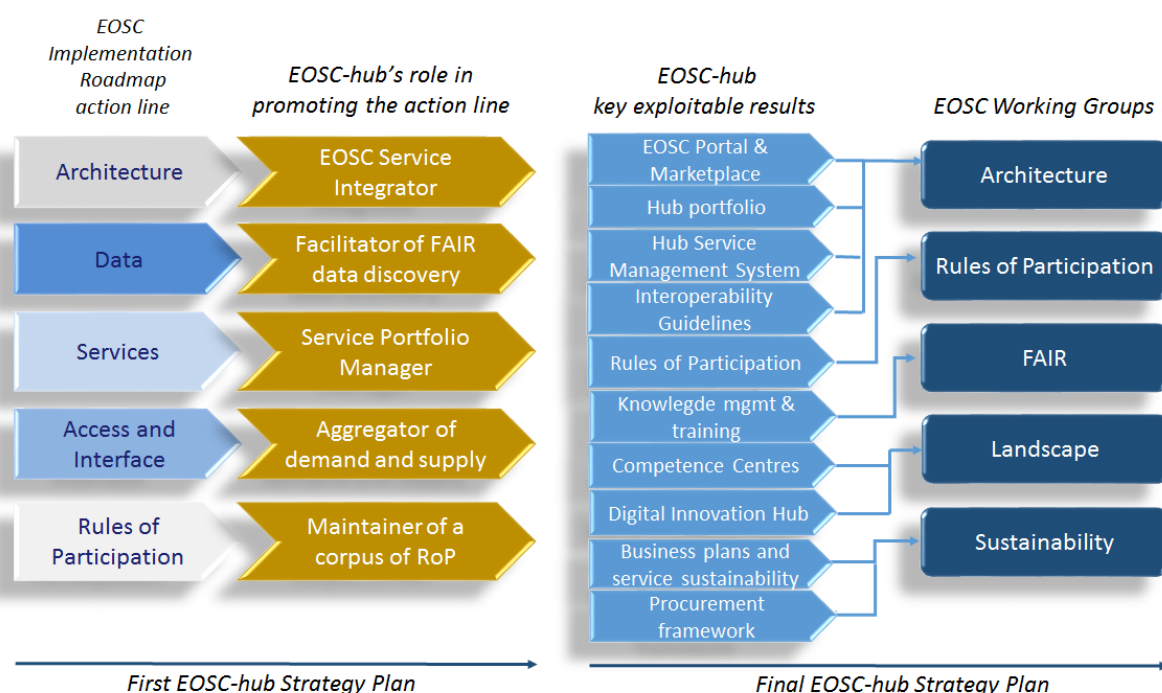 EOSC
Implementation
Roadmap
action line
EOSC-hub's role in
promoting the action line
Architecture
EOSC Service
Integrator
Data
Facilitator of FAIR
data discovery
Services
Service Portfolio
Manager
Access and
Interface
Aggregator of
demand and supply
Rules of
Participation
Maintainer of a
corpus of RoP
First EOSC-hub Strategy Plan
EOSC-hub
key exploitable results
EOSC Working Groups
EOSC Portal &
Marketplace
Hub portfolio
Hub Service
Management System
Interoperability
Guidelines
Rules of Participation
Knowlegde mgmt &
training
Competence Centres
Digital Innovation Hub
Business plans and
service sustainability
Procurement
framework
Architecture
Rules of Participation
FAIR
Landscape
Sustainability
Final EOSC-hub Strategy Plan